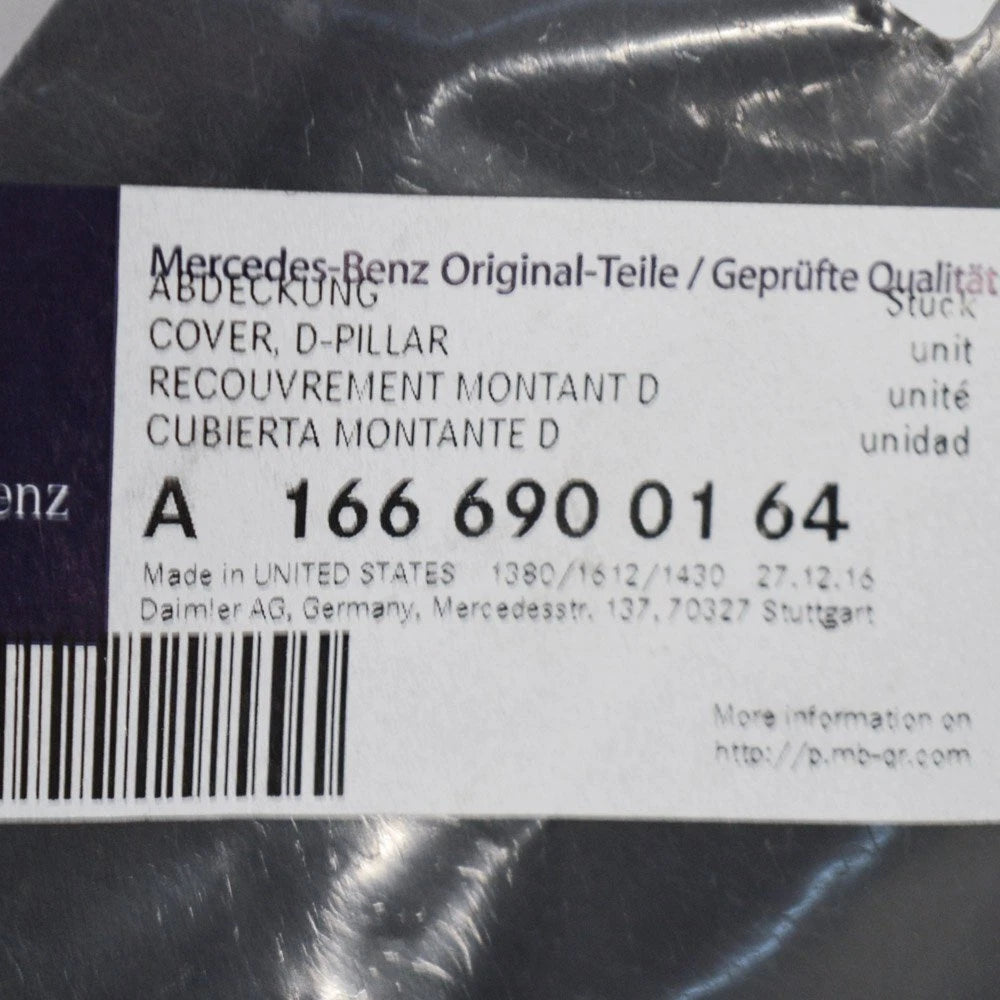 Mercedes-Benz Original-Teile / Geprüfte Qualität
ABDECKUNG Stück
COVER, D-PILLAR unit
RECOUVREMENT MONTANT D unité
CUBIERTA MONTANTE D unidad
enz
A 166 690 01 64
Made in UNITED STATES 1380/1612/1430 27.12.16
Daimler AG, Germany, Mercedesstr. 137, 70327 Stuttgart
More information on
http://p.mb-qr.com